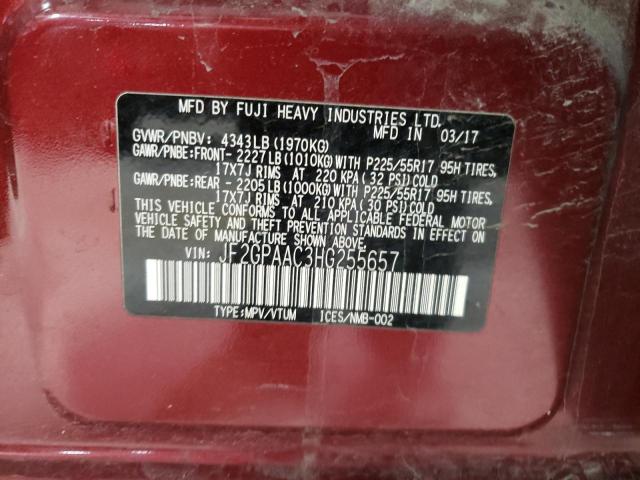 MFD BY FUJI HEAVY INDUSTRIES LTD.
MFD IN 03/17
GVWR/PNBV: 4343LB (1970KG)
GAWR/PNBE:FRONT- 2227LB(1010KG)WITH P225/55R17 95H TIRES,
17X7J RIMS AT 220 KPA(32 PSI)COLD
GAWR/PNBE:REAR - 2205LB(1000KG)WITH P225/55R17 95H TIRES,
17X7J RIMS AT 210 KPA(30 PSI)COLD
THIS VEHICLE CONFORMS TO ALL APPLICABLE FEDERAL MOTOR
VEHICLE SAFETY AND THEFT PREVENTION STANDARDS IN EFFECT
ON THE DATE OF MANUFACTURE SHOWN ABOVE.
VIN: JF2GPAAC3HG255657
TYPE:MPV/VTUM ICES/NMB-002